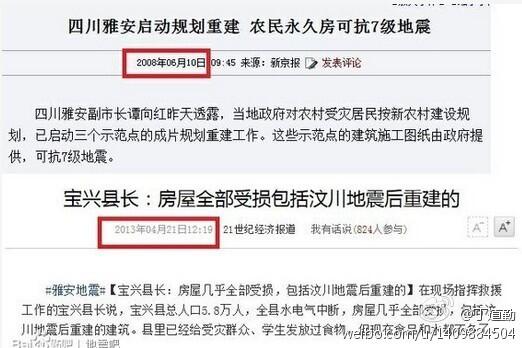 四川雅安启动规划重建 农民永久房可抗7级地震
2008年06月10日 09:45 来源：新京报 发表评论
四川雅安副市长谭向红昨天透露，当地政府对农村受灾居民按新农村建设规
划，已启动三个示范点的成片规划重建工作。这些示范点的建筑施工图纸由政府提
供，可抗7级地震。
宝兴县长：房屋全部受损包括汶川地震后重建的
2013年04月21日12:19 21世纪经济报道 我有话说(824人参与) A- A+
#雅安地震#【宝兴县长：房屋几乎全部受损，包括汶川地震后重建的】在现场指挥救援
工作的宝兴县长说，宝兴县总人口5.8万人，全县水电气中断，房屋几乎全部受损，包括汶
川地震后重建的建筑。县里已经给受灾群众、学生发放过食物，但现在食品和水都不多了
weibo.com/u/1409884504